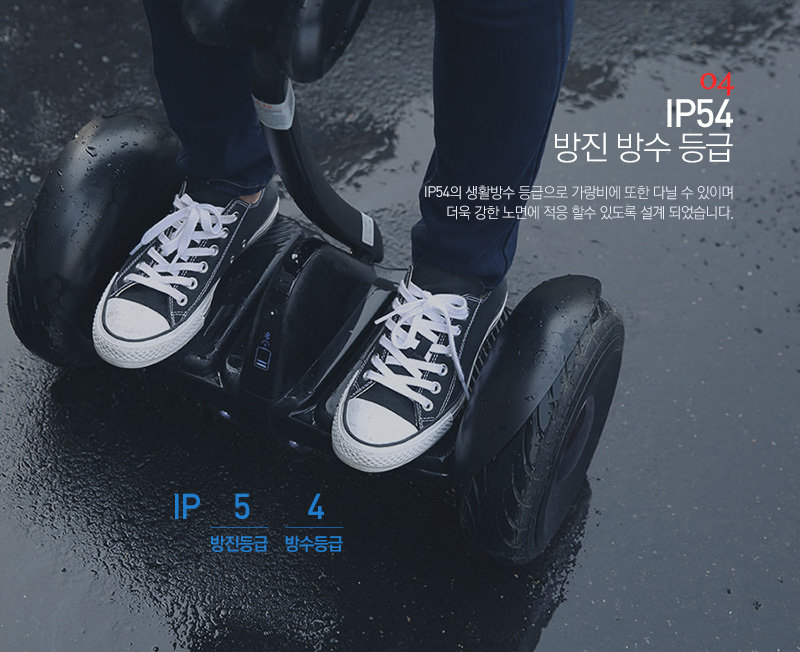 04
IP54
방진 방수 등급
IP54의 생활방수 등급으로 가랑비에 또한 다닐 수 있이며
더욱 강한 노면에 적응 할수 있도록 설계 되었습니다.
IP 5 4
방진등급 방수등급